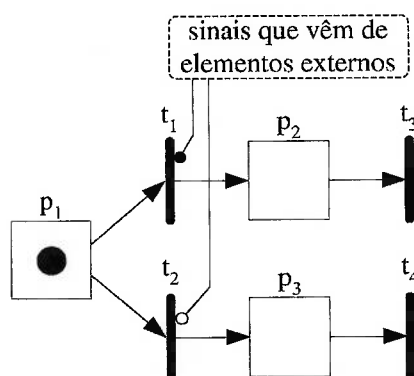 sinais que vêm de
elementos externos
t1
p2
t3
p1
t2
p3
t4